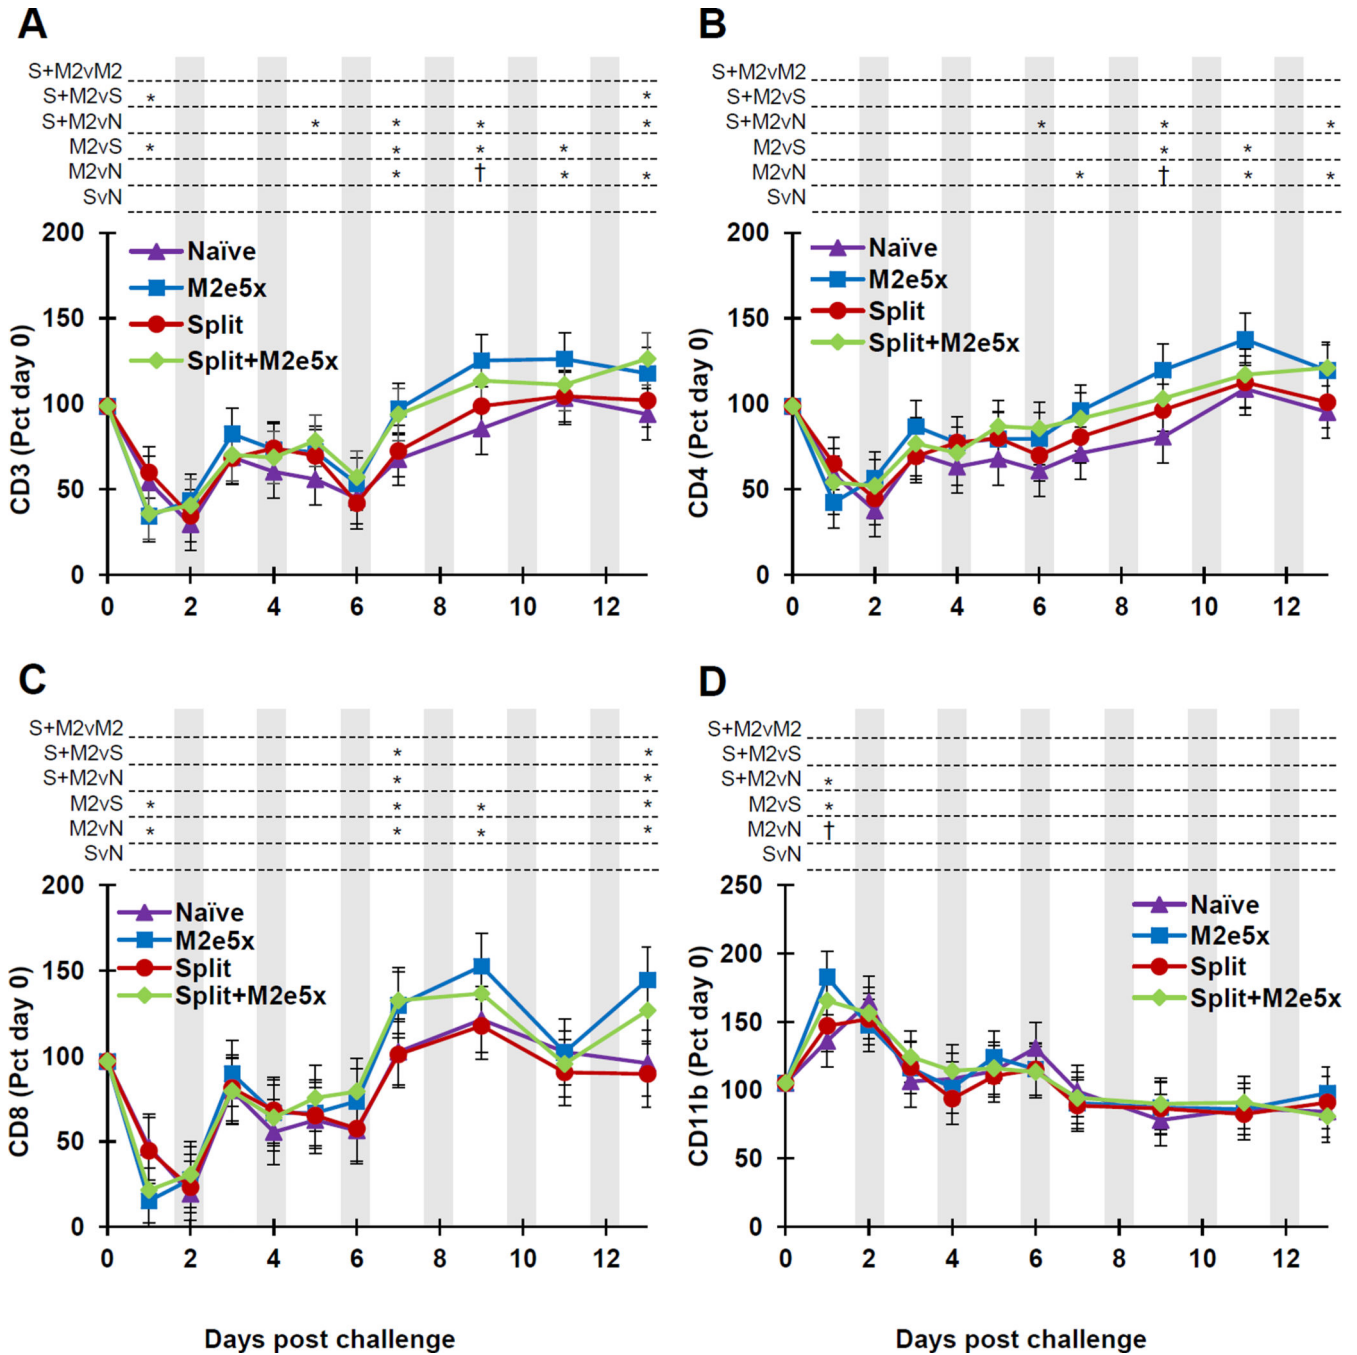 A
S+M2vM2
S+M2vS * *
S+M2vN * * * *
M2vS * * * *
M2vN * † * *
SvN
200
150
100
50
0
CD3 (Pct day 0)
Naïve
M2e5x
Split
Split+M2e5x
0 2 4 6 8 10 12
B
S+M2vM2
S+M2vS
S+M2vN * * *
M2vS * *
M2vN * † * *
SvN
200
150
100
50
0
CD4 (Pct day 0)
Naïve
M2e5x
Split
Split+M2e5x
0 2 4 6 8 10 12
C
S+M2vM2
S+M2vS * *
S+M2vN * *
M2vS * * * *
M2vN * * * *
SvN
200
150
100
50
0
CD8 (Pct day 0)
Naïve
M2e5x
Split
Split+M2e5x
0 2 4 6 8 10 12
Days post challenge
D
S+M2vM2
S+M2vS
S+M2vN *
M2vS *
M2vN †
SvN
250
200
150
100
50
0
CD11b (Pct day 0)
Naïve
M2e5x
Split
Split+M2e5x
0 2 4 6 8 10 12
Days post challenge